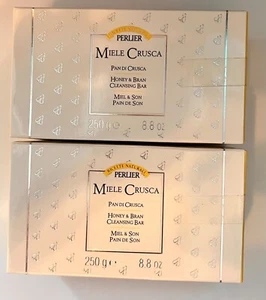 PERLIER
MIELE CRUSCA
PAN DI CRUSCA
HONEY & BRAN
CLEANSING BAR
MIEL & SON
PAIN DE SON
250 g 8.8 oz
RICETTE NATURALI
PERLIER
MIELE CRUSCA
PAN DI CRUSCA
HONEY & BRAN
CLEANSING BAR
MIEL & SON
PAIN DE SON
250 g ℮ 8.8 oz